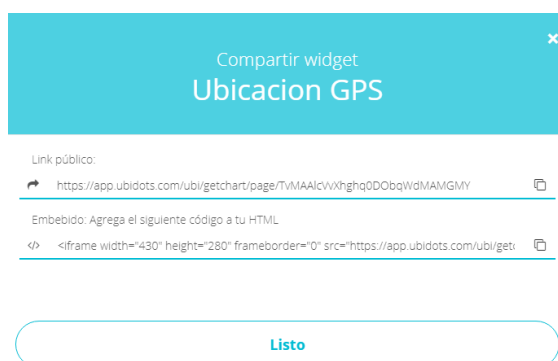 Compartir widget
Ubicacion GPS
Link público:
https://app.ubidots.com/ubi/getchart/page/TvMAAlcVvXhghq0DObqWdMAMGMY
Embebido: Agrega el siguiente código a tu HTML
</> <iframe width="430" height="280" frameborder="0" src="https://app.ubidots.com/ubi/getc
Listo